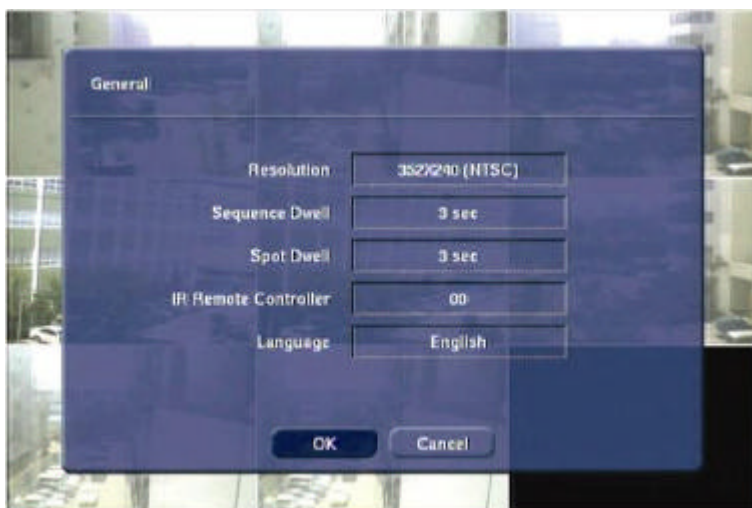 General
Resolution 352X240 (NTSC)
Sequence Dwell 3 sec
Spot Dwell 3 sec
IR Remote Controller 00
Language English
OK Cancel